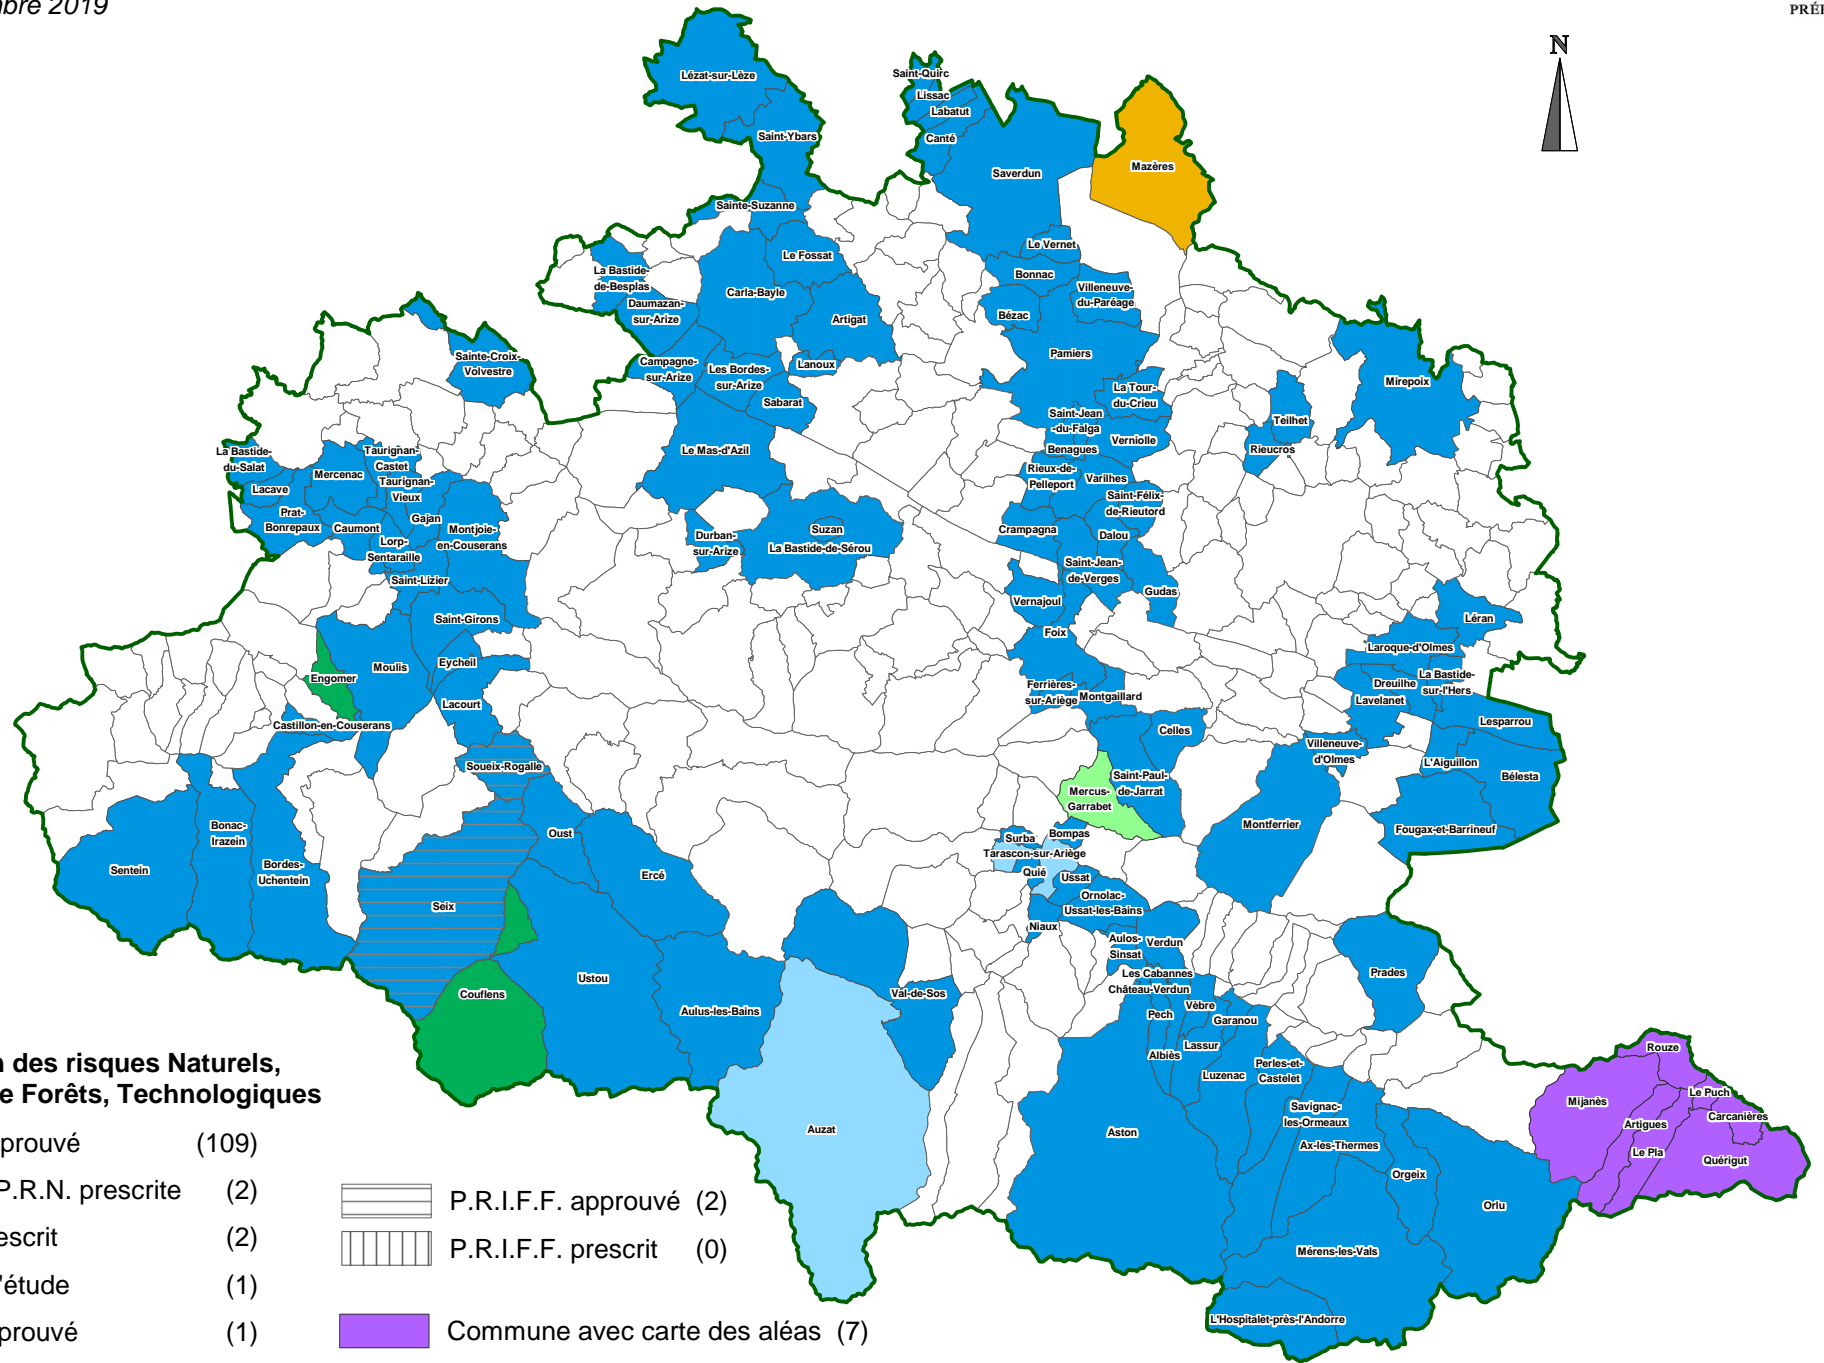 mbre 2019
PRÉ
N
Lézat-sur-Lèze
Saint-Quirc
Lissac
Labatut
Saint-Ybars
Canté
Mazères
Saverdun
Sainte-Suzanne
Le Vernet
Le Fossat
La Bastide-
de-Besplas
Bonnac
Carla-Bayle
Villeneuve-
du-Paréage
Daumazan-
sur-Arize
Bézac
Artigat
Sainte-Croix-
Volvestre
Pamiers
Campagne-
sur-Arize
Lanoux
Les Bordes-
sur-Arize
Mirepoix
La Tour-
du-Crieu
Sabarat
Saint-Jean
-du-Falga
Teilhet
Verniolle
La Bastide-
du-Salat
Taurignan-
Castet
Le Mas-d'Azil
Benagues
Rieucros
Mercenac
Rieux-de-
Pelleport
Varilhes
Lacave
Taurignan-
Vieux
Saint-Félix-
de-Rieutord
Prat-
Bonrepaux
Gajan
Caumont
Montjoie-
en-Couserans
Suzan
Crampagna
Durban-
sur-Arize
Dalou
Lorp-
Sentaraille
La Bastide-de-Sérou
Saint-Lizier
Saint-Jean-
de-Verges
Gudas
Vernajoul
Saint-Girons
Léran
Foix
Laroque-d'Olmes
Eycheil
Moulis
Engomer
La Bastide-
sur-l'Hers
Dreuilhe
Ferrières-
sur-Ariège
Montgaillard
Lavelanet
Lacourt
Castillon-en-Couserans
Lesparrou
Celles
Villeneuve-
d'Olmes
L'Aiguillon
Soueix-Rogalle
Bélesta
Saint-Paul-
de-Jarrat
Mercus-
Garrabet
Bonac-
Irazein
Oust
Surba
Bompas
Montferrier
Fougax-et-Barrineuf
Tarascon-sur-Ariège
Sentein
Bordes-
Uchentein
Ercé
Quié
Ussat
Ornolac-
Ussat-les-Bains
Seix
Niaux
Aulos-
Sinsat
Verdun
Les Cabannes
Prades
Ustou
Château-Verdun
Couflens
Val-de-Sos
Aulus-les-Bains
Vèbre
Pech
Garanou
Lassur
Albiès
Rouze
Perles-et-
Castelet
Luzenac
Le Puch
Mijanès
Savignac-
les-Ormeaux
Carcanières
Artigues
Auzat
Aston
Ax-les-Thermes
Le Pla
Quérigut
Orgeix
Orlu
Mérens-les-Vals
L'Hospitalet-près-l'Andorre
n des risques Naturels,
e Forêts, Technologiques
prouvé (109)
P.R.N. prescrite (2)
escrit (2)
'étude (1)
prouvé (1)
P.R.I.F.F. approuvé (2)
P.R.I.F.F. prescrit (0)
Commune avec carte des aléas (7)